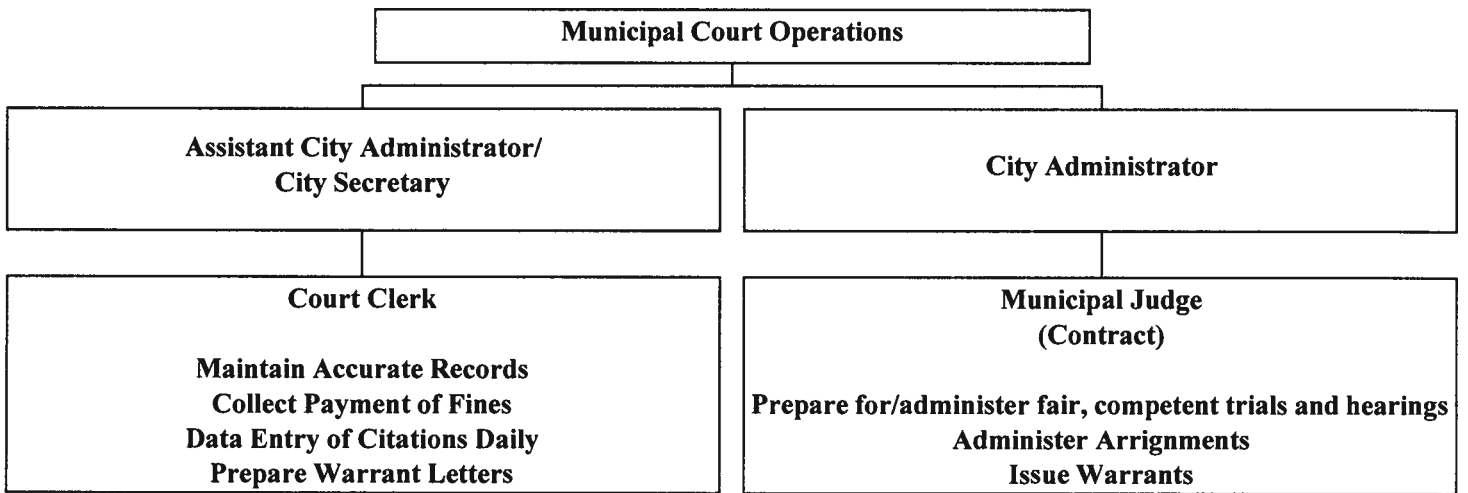 Municipal Court Operations
Assistant City Administrator/
City Secretary
City Administrator
Court Clerk
Maintain Accurate Records
Collect Payment of Fines
Data Entry of Citations Daily
Prepare Warrant Letters
Municipal Judge
(Contract)
Prepare for/administer fair, competent trials and hearings
Administer Arrignments
Issue Warrants